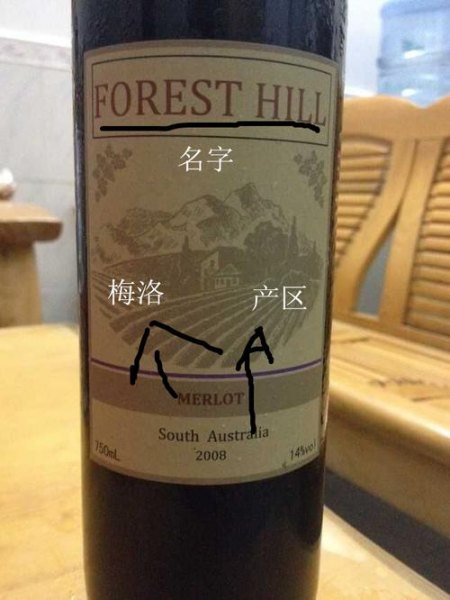 FOREST HILL
名字
梅洛
产区
MERLOT
South Australia
2008
750mL
14%vol